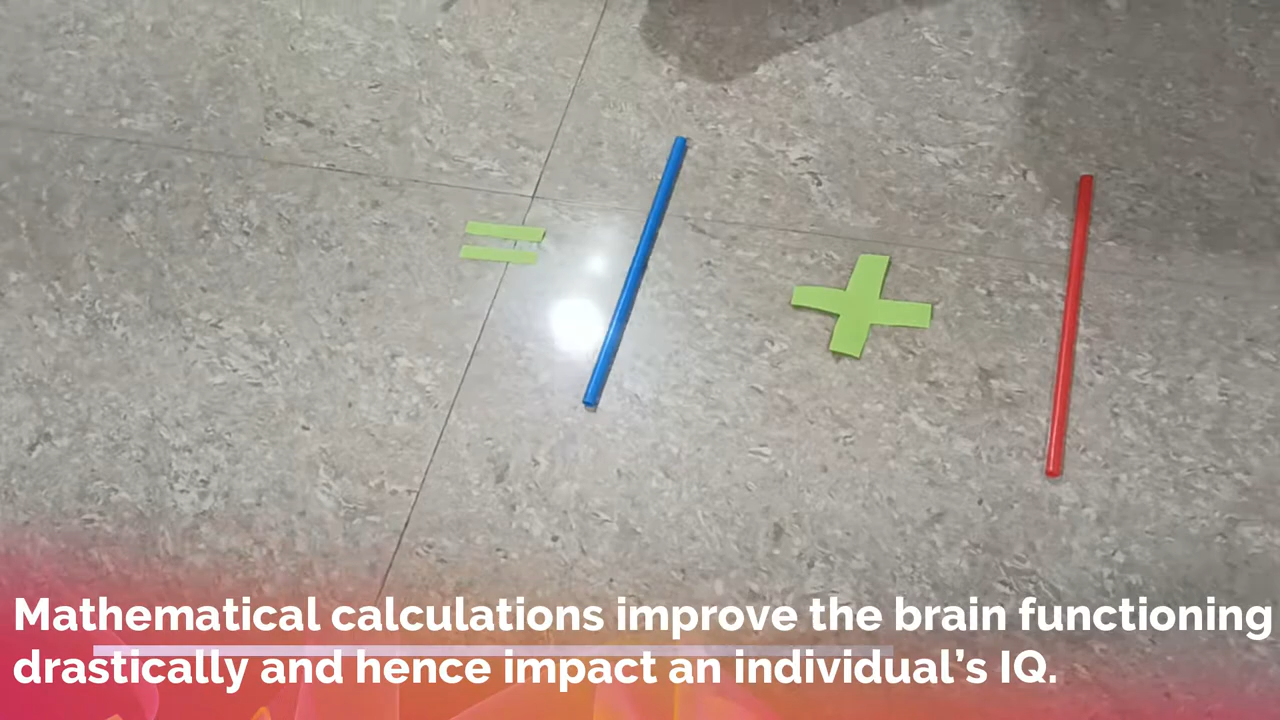 Mathematical calculations improve the brain functioning
drastically and hence impact an individual's IQ.